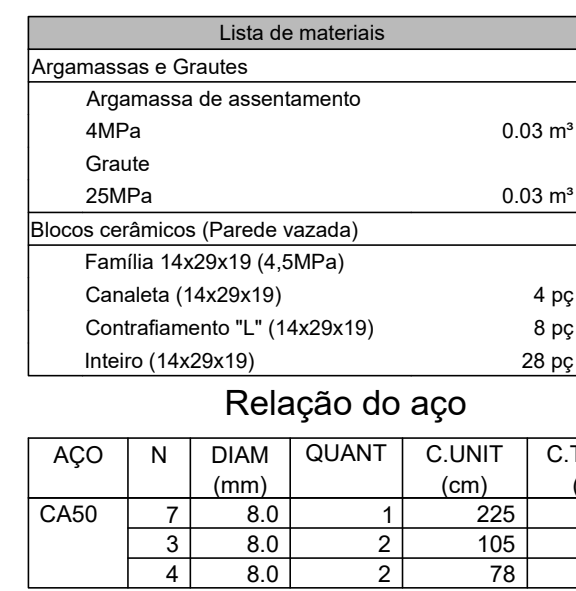 Lista de materiais
Argamassas e Grautes
Argamassa de assentamento
4MPa 0.03 m³
Graute
25MPa 0.03 m³
Blocos cerâmicos (Parede vazada)
Família 14x29x19 (4,5MPa)
Canaleta (14x29x19) 4 pç
Contrafiamento "L" (14x29x19) 8 pç
Inteiro (14x29x19) 28 pç
Relação do aço
AÇO N DIAM QUANT C.UNIT
(mm) (cm)
CA50 7 8.0 1 225
3 8.0 2 105
4 8.0 2 78